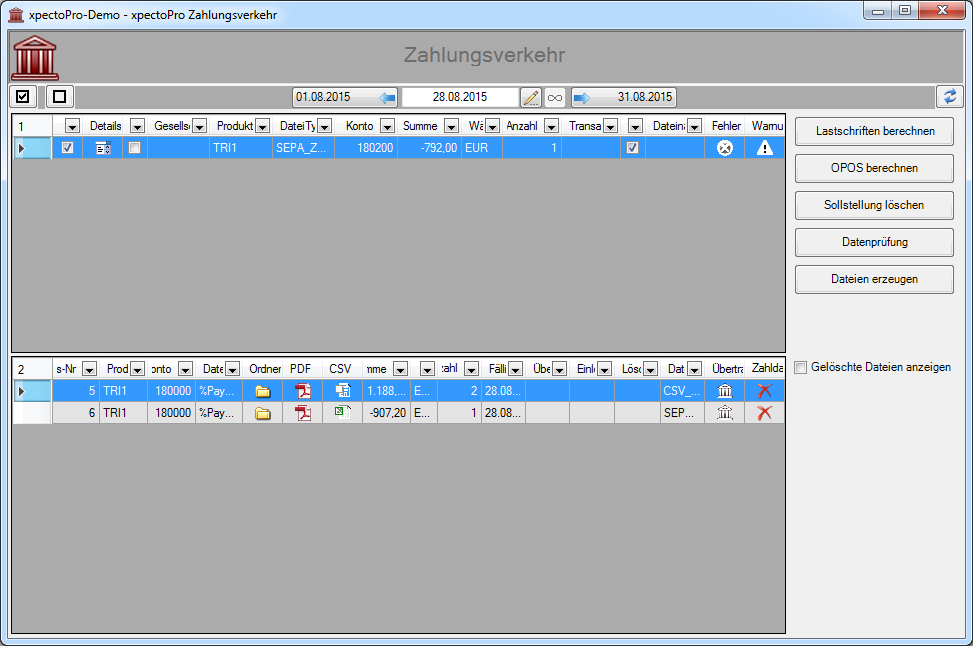 xpectoPro-Demo - xpectoPro Zahlungsverkehr
Zahlungsverkehr
01.08.2015 28.08.2015 31.08.2015
1 Details Gesells Produkt DateiTy Konto Summe Wä Anzahl Transa Datein Fehler Warnu
TRI1 SEPA_Z... 180200 -792,00 EUR 1
Lastschriften berechnen
OPOS berechnen
Sollstellung löschen
Datenprüfung
Dateien erzeugen
2 s-Nr Prod onto Date Ordner PDF CSV mme zahl Fälli Übe Einl Lösc Dat Übertra Zahlda
5 TRI1 180000 %Pay... 1.188,... E... 2 28.08... CSV_...
6 TRI1 180000 %Pay... -907,20 E... 1 28.08... SEP...
Gelöschte Dateien anzeigen